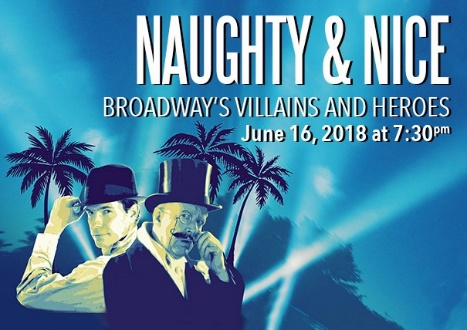 NAUGHTY & NICE
BROADWAY'S VILLAINS AND HEROES
June 16, 2018 at 7:30pm